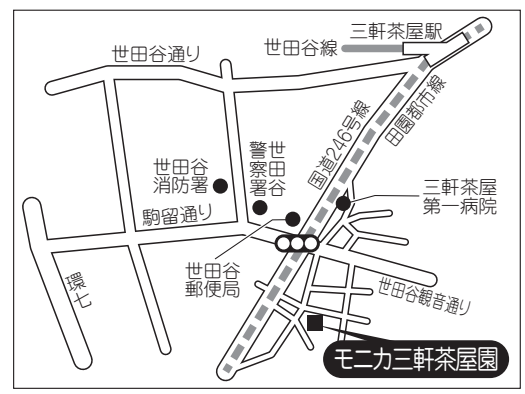 三軒茶屋駅
世田谷線
世田谷通り
田園都市線
国道246号線
世田谷
警察署
世田谷
消防署
三軒茶屋
第一病院
駒留通り
世田谷
郵便局
環七
世田谷観音通り
モニカ三軒茶屋園